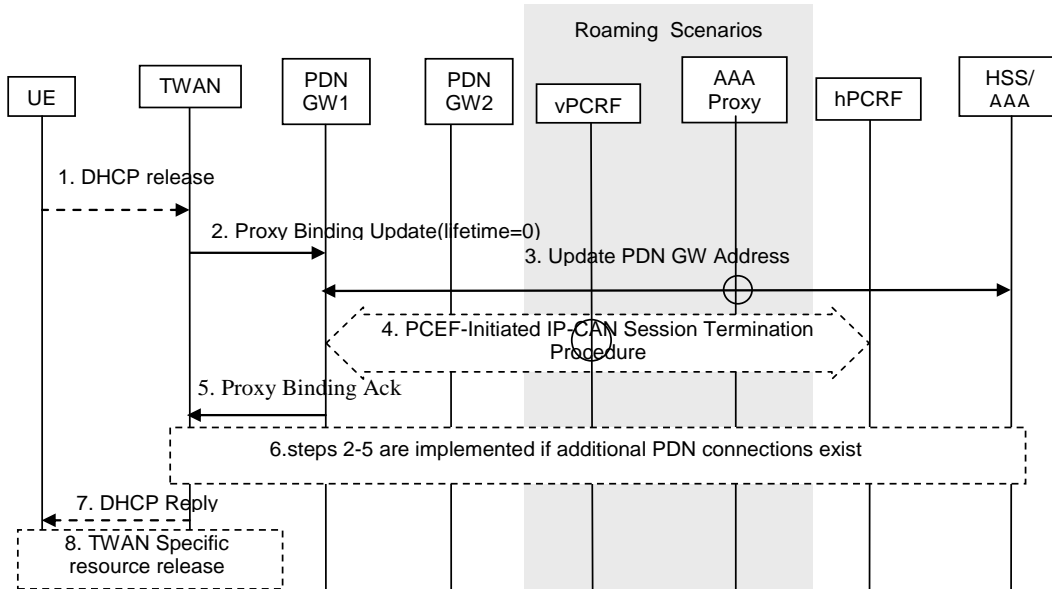 Roaming Scenarios
UE
TWAN
PDN
GW1
PDN
GW2
vPCRF
AAA
Proxy
hPCRF
HSS/
AAA
1. DHCP release
2. Proxy Binding Update(lifetime=0)
3. Update PDN GW Address
4. PCEF-Initiated IP-CAN Session Termination
Procedure
5. Proxy Binding Ack
6.steps 2-5 are implemented if additional PDN connections exist
7. DHCP Reply
8. TWAN Specific
resource release